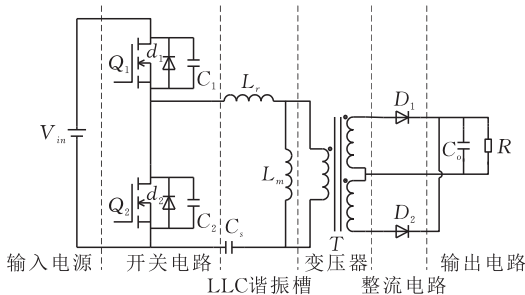 Q₁ d₁ C₁
Lᵣ
D₁
Vᵢₙ
Lₘ
Cₒ R
Q₂ d₂ C₂
Cₛ
T
D₂
输入电源 开关电路 变压器 输出电路
LLC谐振槽 整流电路